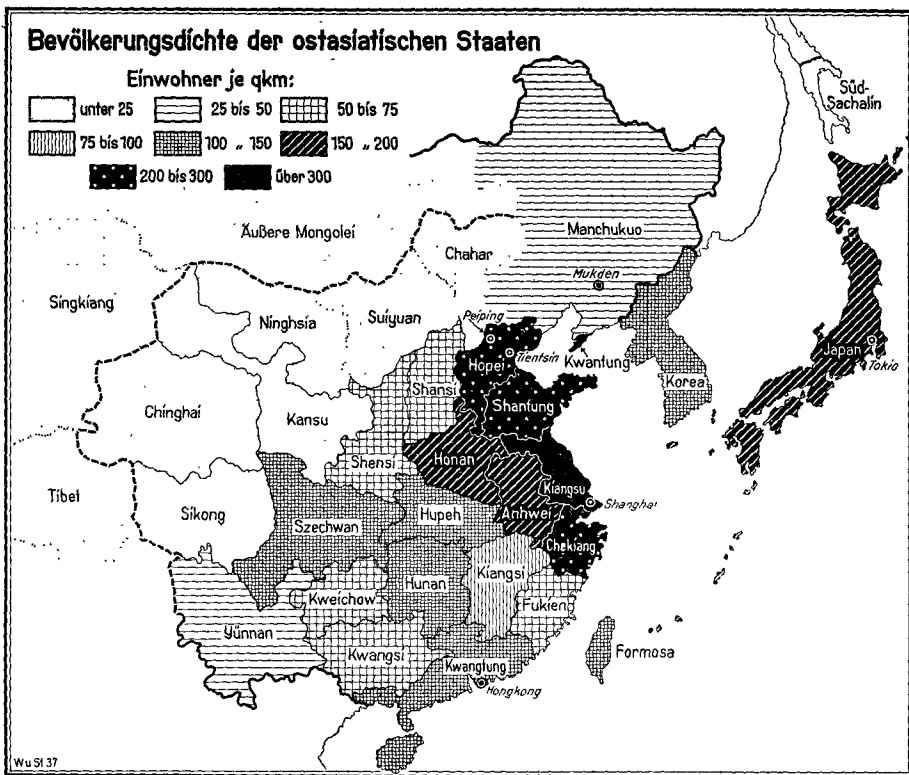 Bevölkerungsdichte der ostasiatischen Staaten
Einwohner je qkm:
unter 25
25 bis 50
50 bis 75
75 bis 100
100 „ 150
150 „ 200
200 bis 300
über 300
Süd-
Sachalin
Äußere Mongolei
Manchukuo
Chahar
Mukden
Singkiang
Ninghsia
Suiyuan
Peiping
Tientsin
Kwantung
Hopei
Japan
Tokio
Korea
Shansi
Chinghai
Kansu
Shantung
Shensi
Honan
Kiangsu
Shanghai
Tibet
Sikong
Szechwan
Hupeh
Anhwei
Chekiang
Hunan
Kiangsi
Kweichow
Fukien
Yünnan
Kwangsi
Kwangtung
Formosa
Hongkong
W u St 37